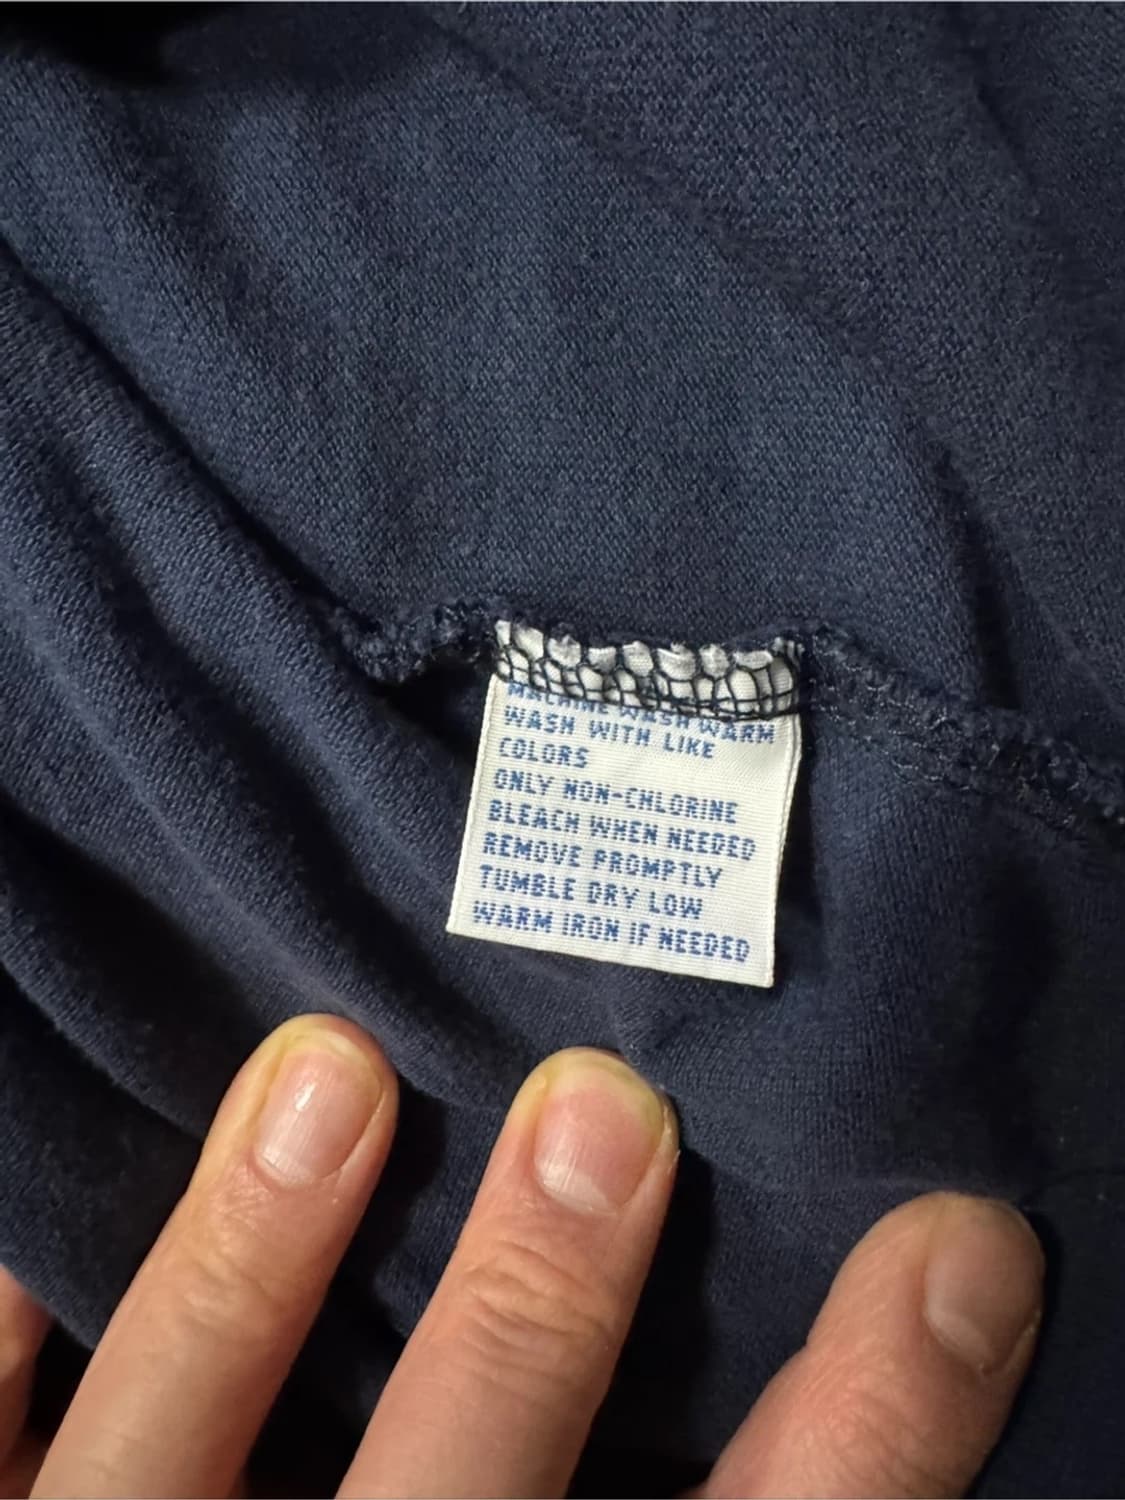 MACHINE WASH WARM
WASH WITH LIKE
COLORS
ONLY NON-CHLORINE
BLEACH WHEN NEEDED
REMOVE PROMPTLY
TUMBLE DRY LOW
WARM IRON IF NEEDED